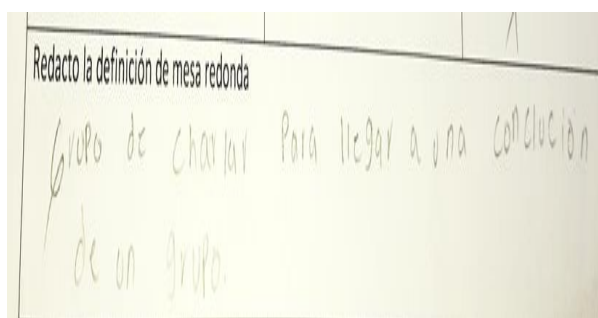 Redacto la definición de mesa redonda
Grupo de charlar Para llegar a una conclución
de un grupo.